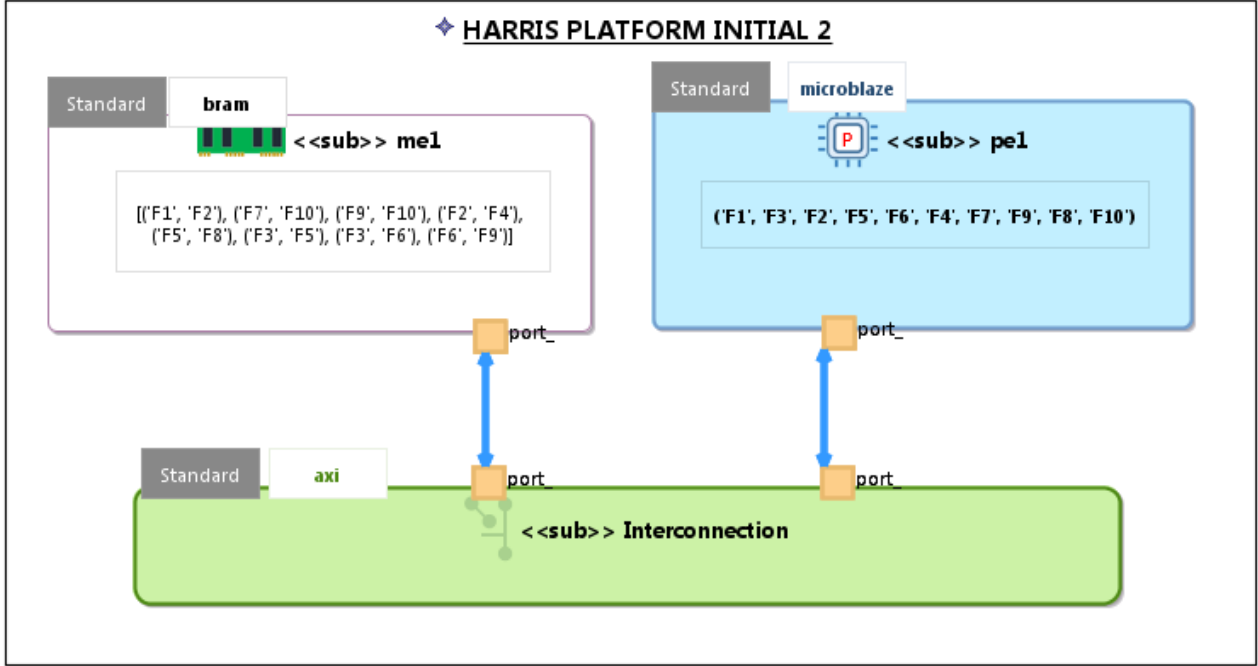 HARRIS PLATFORM INITIAL 2
Standard
bram
<<sub>> me1
[('F1', 'F2'), ('F7', 'F10'), ('F9', 'F10'), ('F2', 'F4'),
('F5', 'F8'), ('F3', 'F5'), ('F3', 'F6'), ('F6', 'F9')]
port_
Standard
microblaze
P
<<sub>> pe1
('F1', 'F3', 'F2', 'F5', 'F6', 'F4', 'F7', 'F9', 'F8', 'F10')
port_
Standard
axi
port_
port_
<<sub>> Interconnection